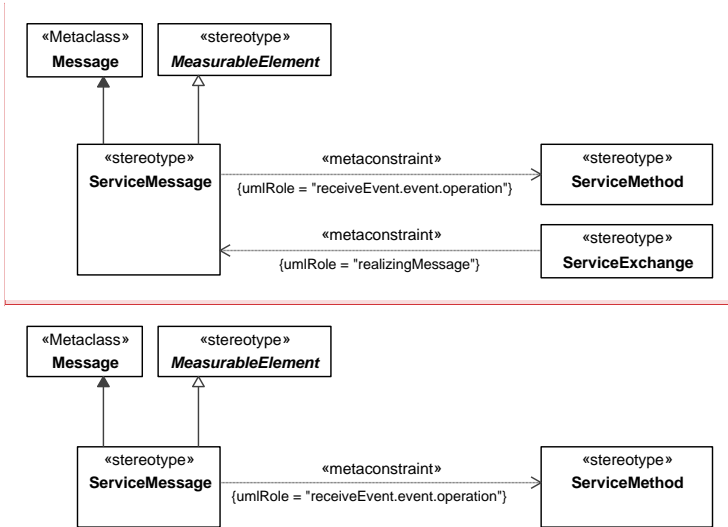 «Metaclass»
Message
«stereotype»
MeasurableElement
«stereotype»
ServiceMessage
«metaconstraint»
{umlRole = "receiveEvent.event.operation"}
«stereotype»
ServiceMethod
«metaconstraint»
{umlRole = "realizingMessage"}
«stereotype»
ServiceExchange
«Metaclass»
Message
«stereotype»
MeasurableElement
«stereotype»
ServiceMessage
«metaconstraint»
{umlRole = "receiveEvent.event.operation"}
«stereotype»
ServiceMethod